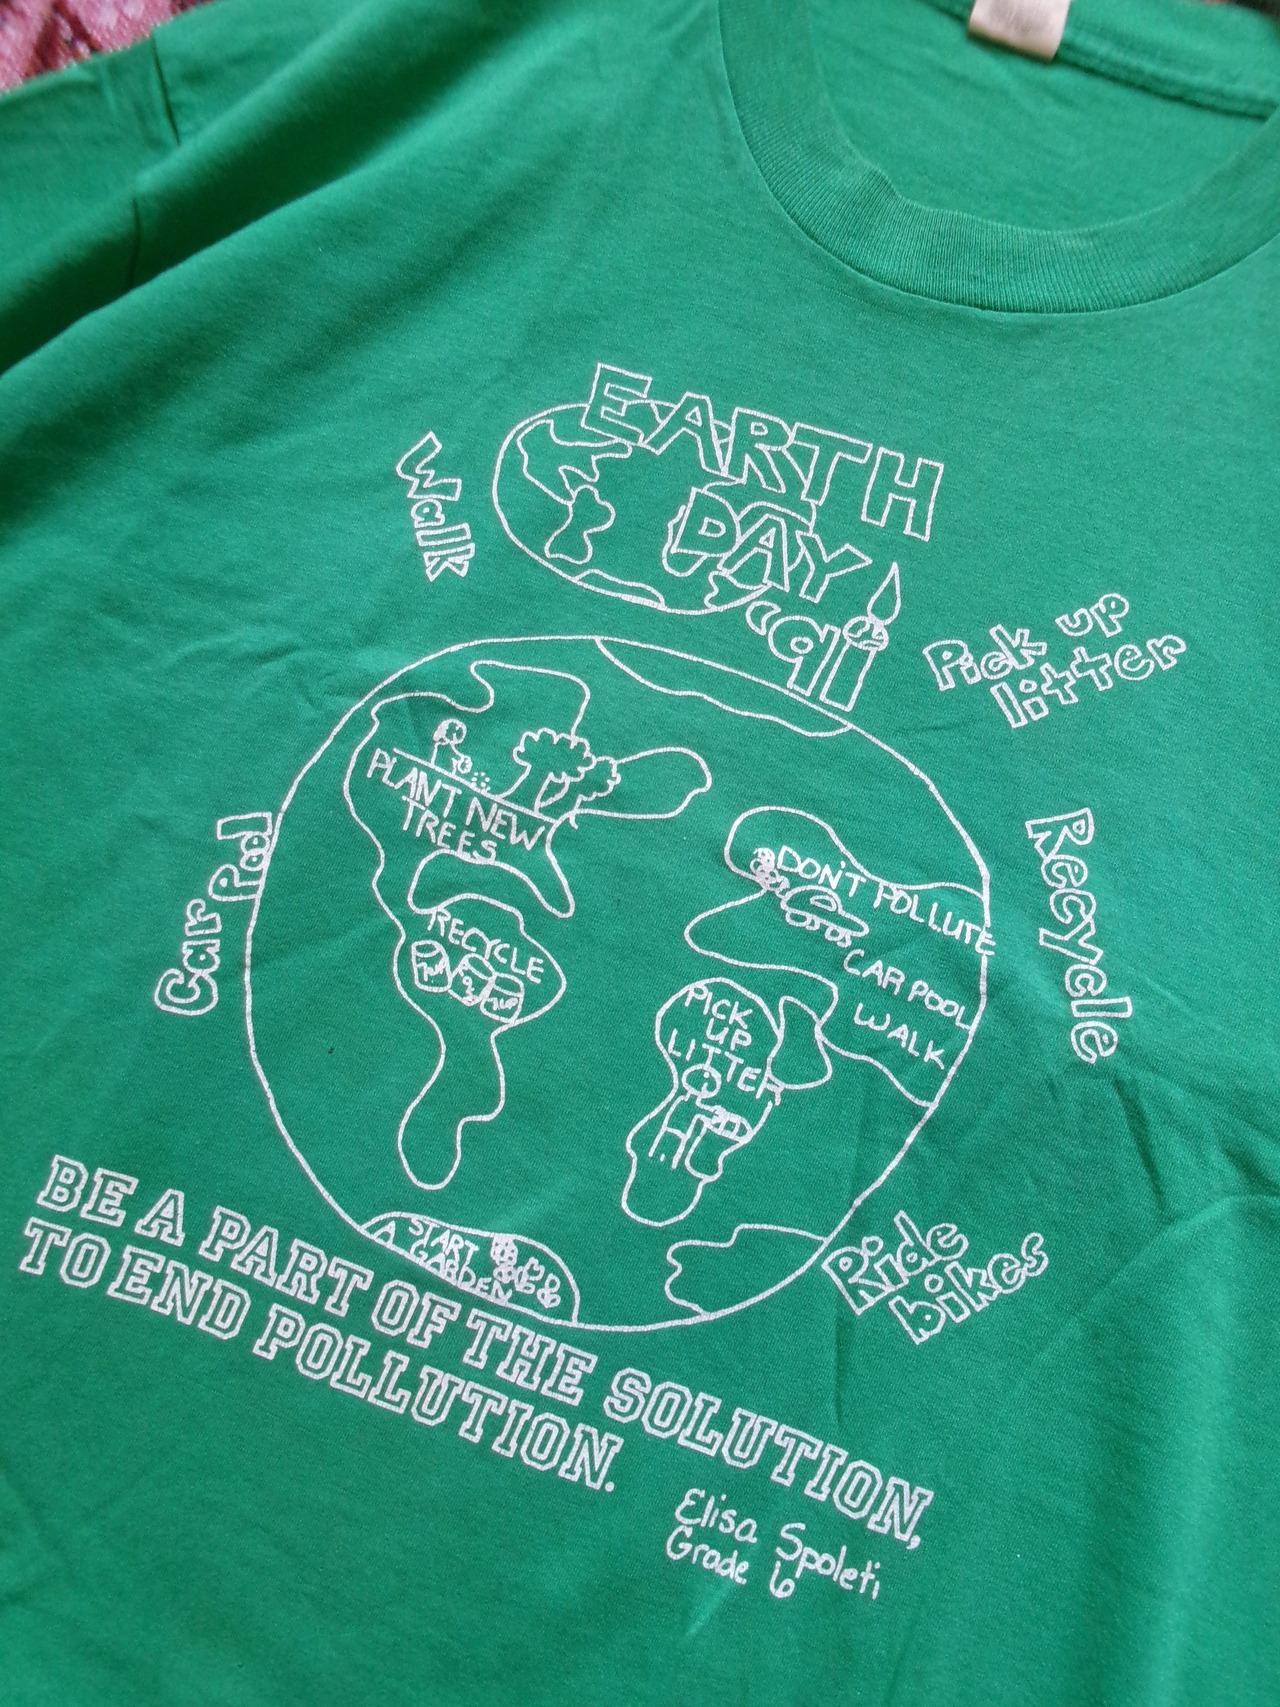 EARTH
DAY
'91
Walk
Pick up
litter
PLANT NEW
TREES
Car Pool
DON'T POLLUTE
CAR POOL
WALK
RECYCLE
Recycle
PICK
UP
LITTER
START
A GARDEN
Ride
bikes
BE A PART OF THE SOLUTION,
TO END POLLUTION.
Elisa Spoleti
Grade 6